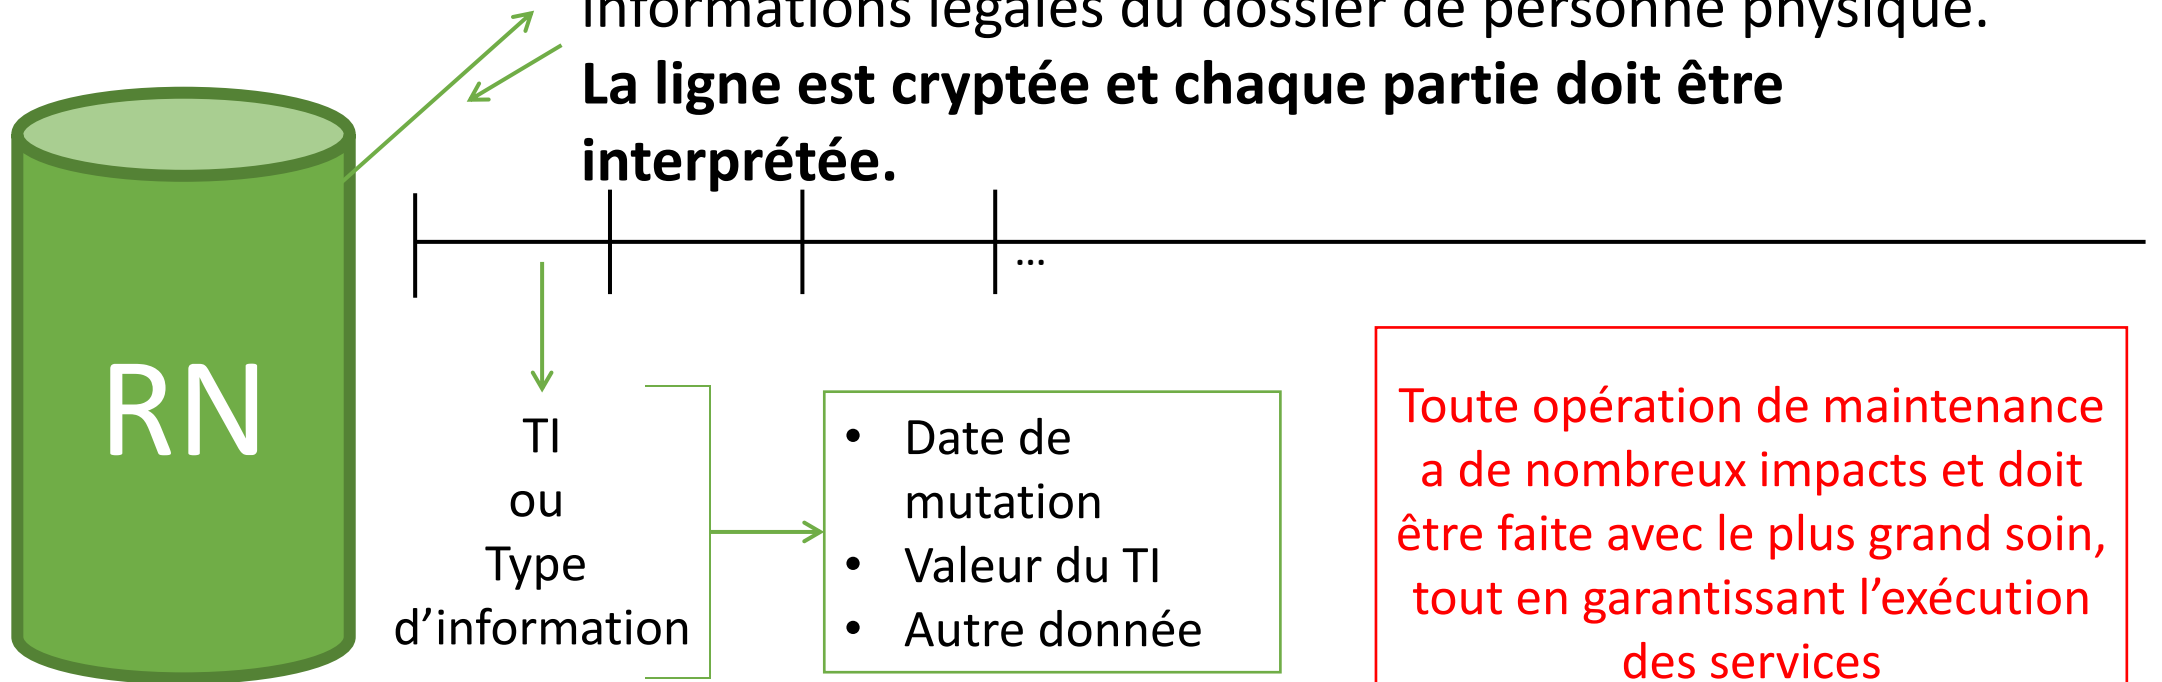 informations légales du dossier de personne physique.
La ligne est cryptée et chaque partie doit être
interprétée.
...
RN
TI
ou
Type
d’information
• Date de
mutation
• Valeur du TI
• Autre donnée
Toute opération de maintenance
a de nombreux impacts et doit
être faite avec le plus grand soin,
tout en garantissant l’exécution
des services